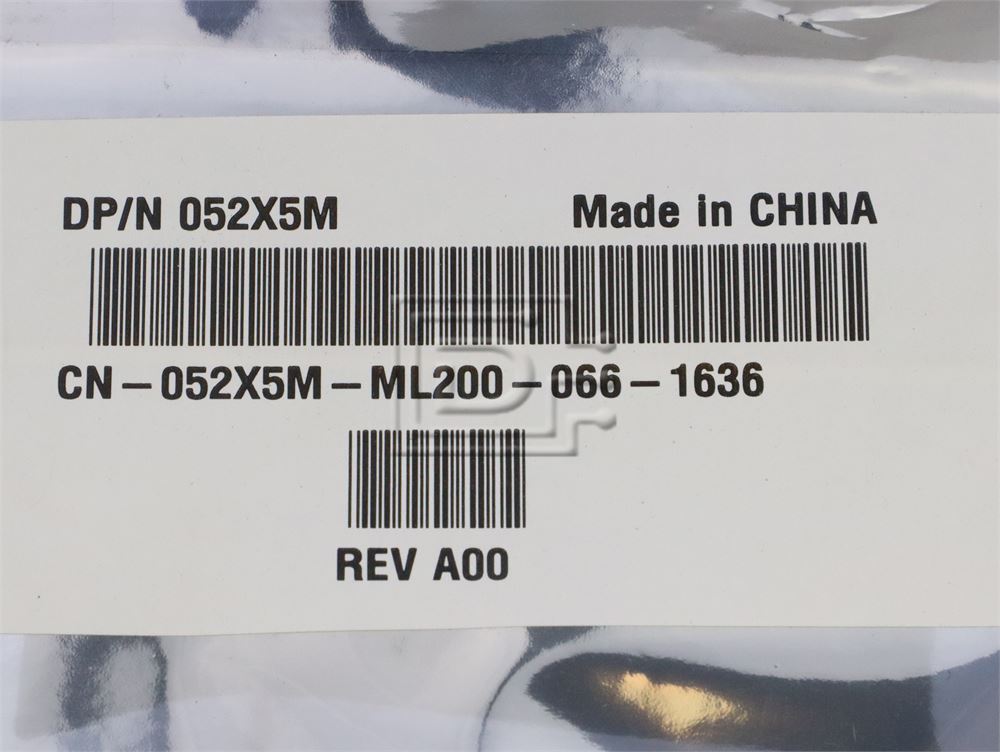 DP/N 052X5M Made in CHINA
CN-052X5M-ML200-066-1636
REV A00